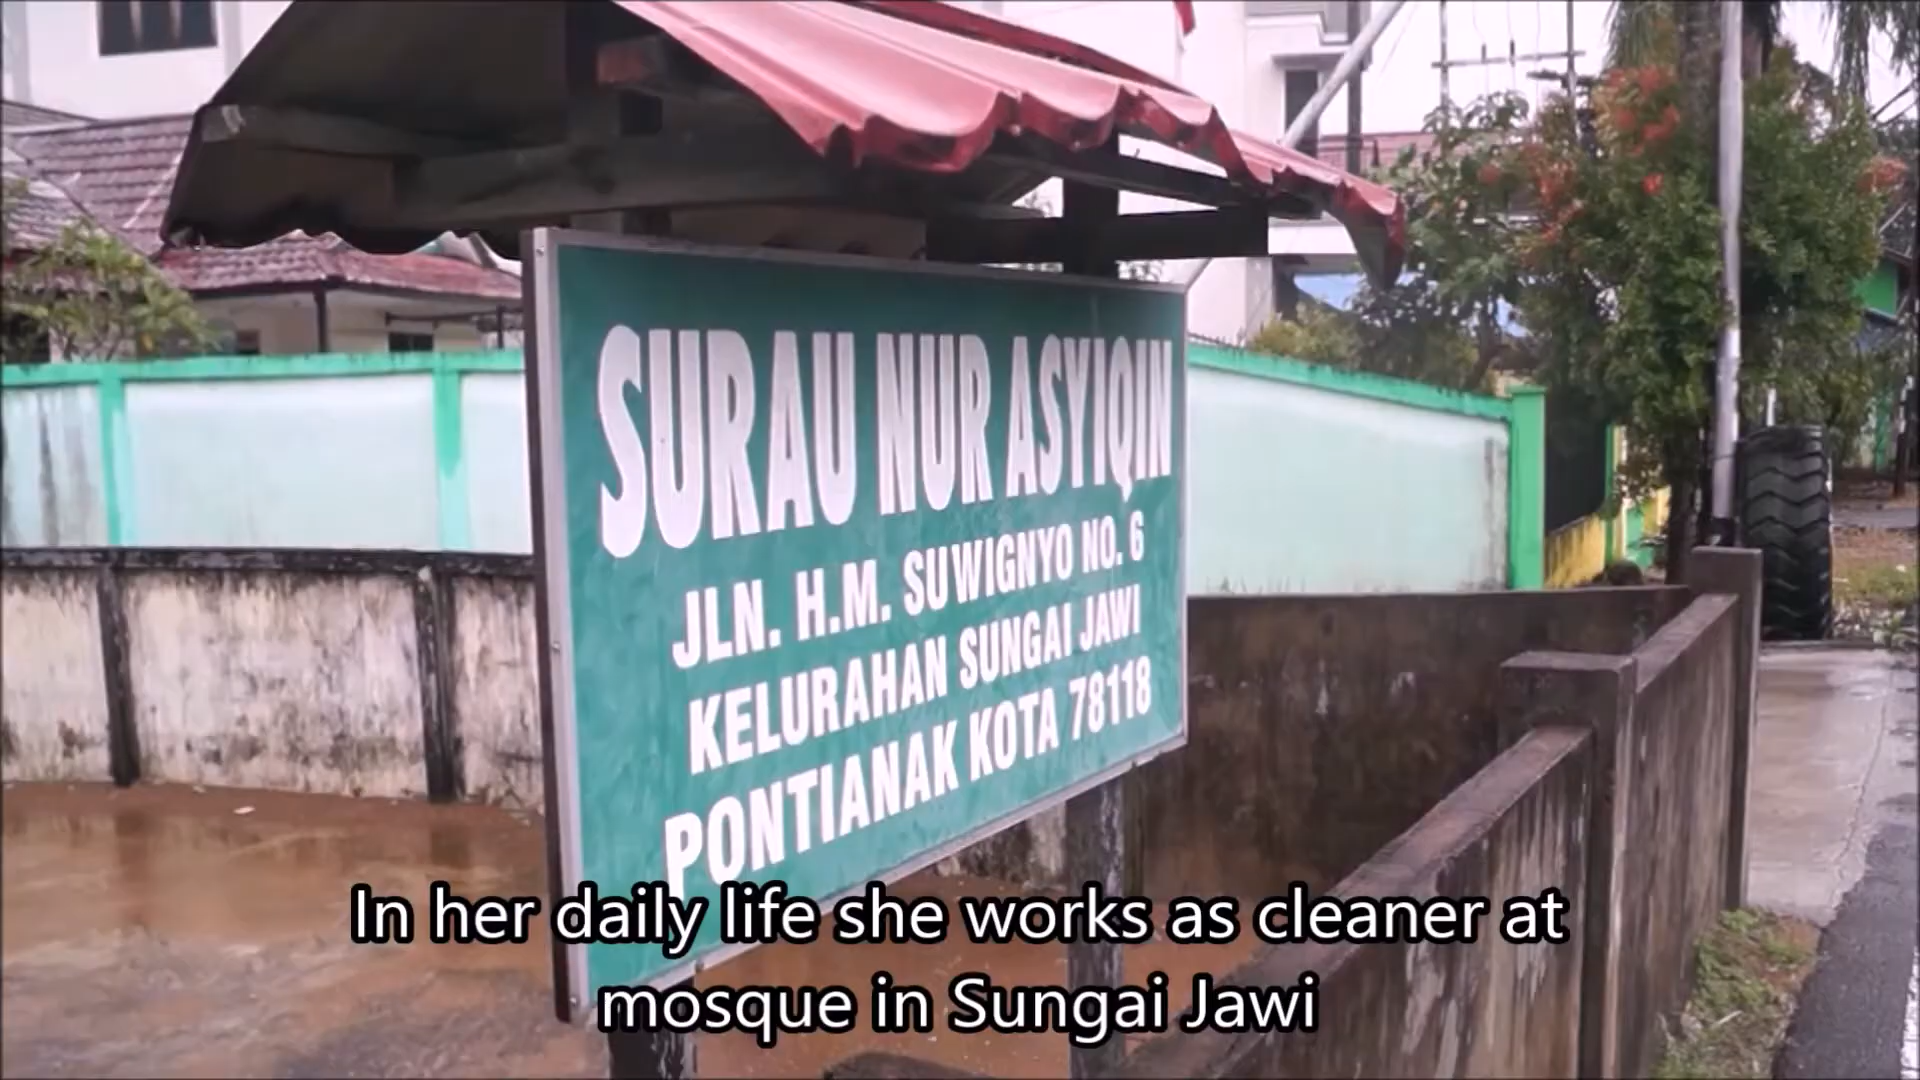 SURAU NUR ASYIQIN
JLN. H.M. SUWIGNYO NO. 6
KELURAHAN SUNGAI JAWI
PONTIANAK KOTA 78118
In her daily life she works as cleaner at
mosque in Sungai Jawi